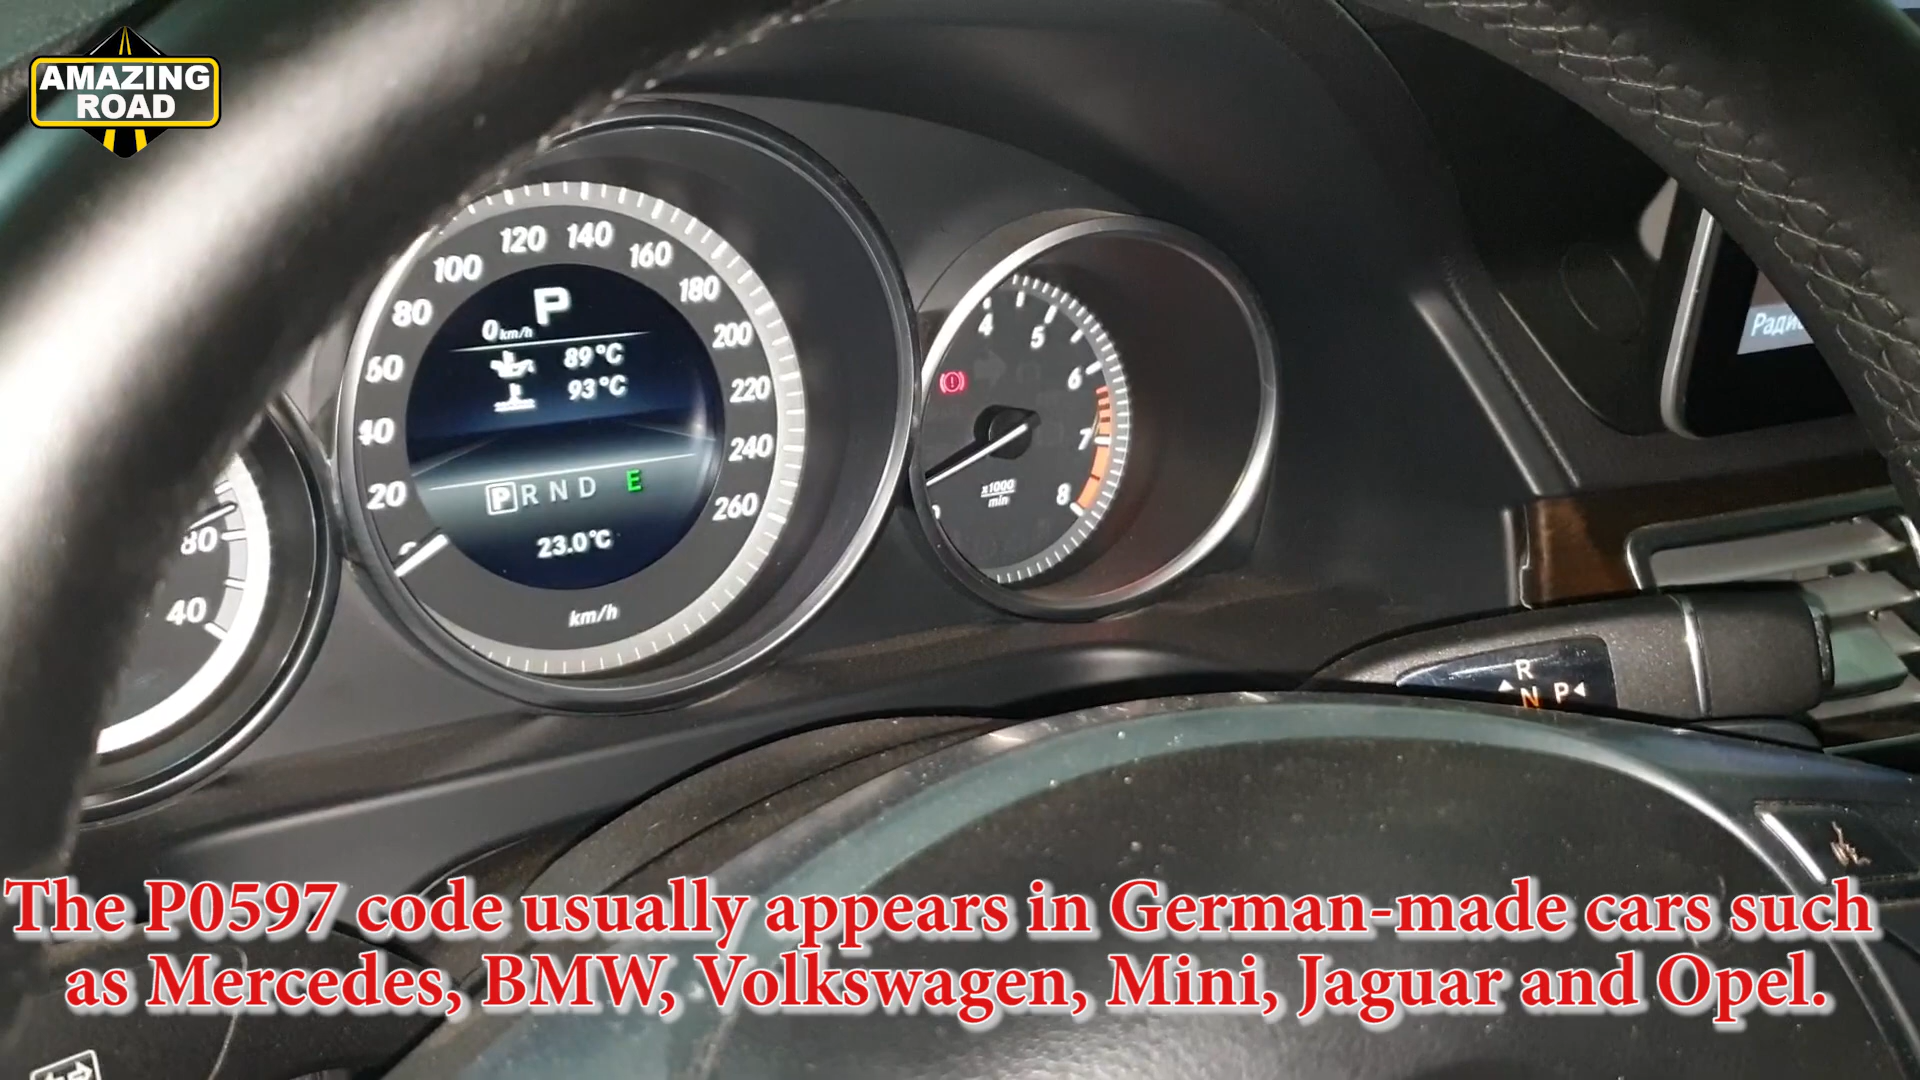 AMAZING
ROAD
120 140
100 160
80 180
60 200
40 220
20 240
260
P
0 km/h
89°C
93°C
P R N D E
23.0°C
km/h
80
40
4
5
6
7
8
x1000
min
R
N P
The P0597 code usually appears in German-made cars such
as Mercedes, BMW, Volkswagen, Mini, Jaguar and Opel.